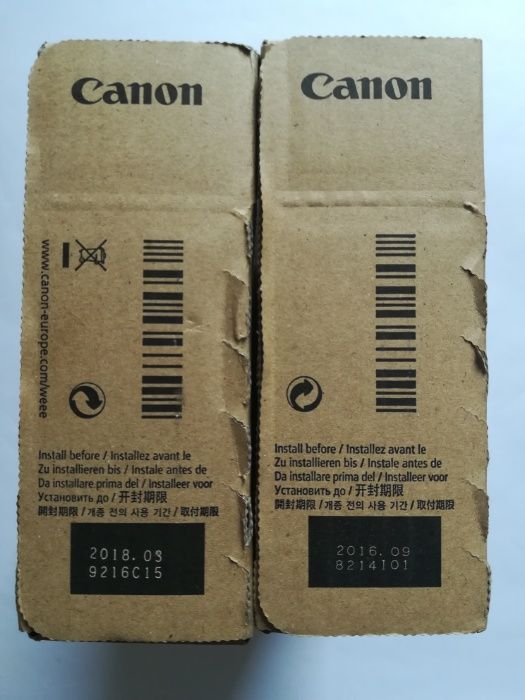 Canon
www.canon-europe.com/weee
Install before / Installez avant le
Zu installieren bis / Instale antes de
Da installare prima del / Installeer voor
Установить до / 开封期限
開封期限 / 개종 전의 사용 기간 / 取付期限
2018.03
9216C15
Canon
Install before / Installez avant le
Zu installieren bis / Instale antes de
Da installare prima del / Installeer voor
Установить до / 开封期限
開封期限 / 개종 전의 사용 기간 / 取付期限
2016.09
8214101